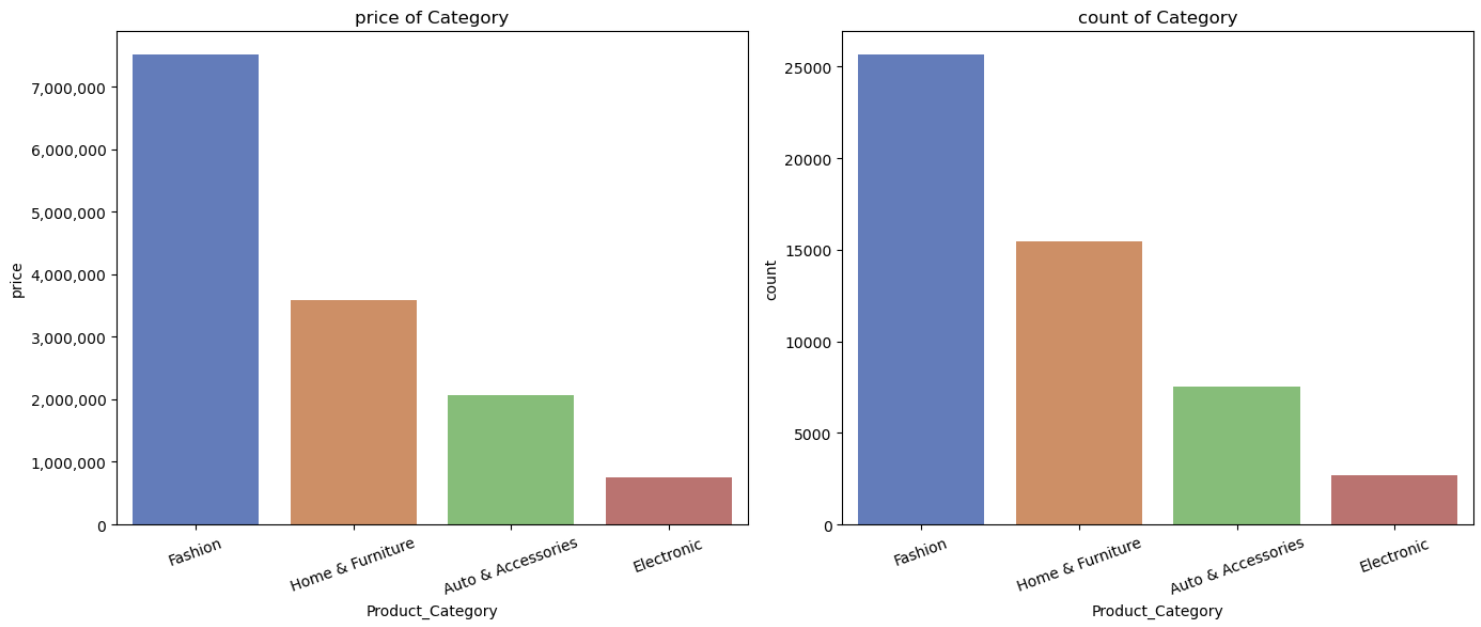 price of Category
7,000,000
6,000,000
5,000,000
4,000,000
3,000,000
2,000,000
1,000,000
0
price
Fashion
Home & Furniture
Auto & Accessories
Electronic
Product_Category
count of Category
25000
20000
15000
10000
5000
0
count
Fashion
Home & Furniture
Auto & Accessories
Electronic
Product_Category